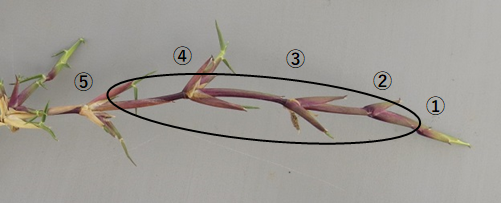 ⑤ ④ ③ ② ①